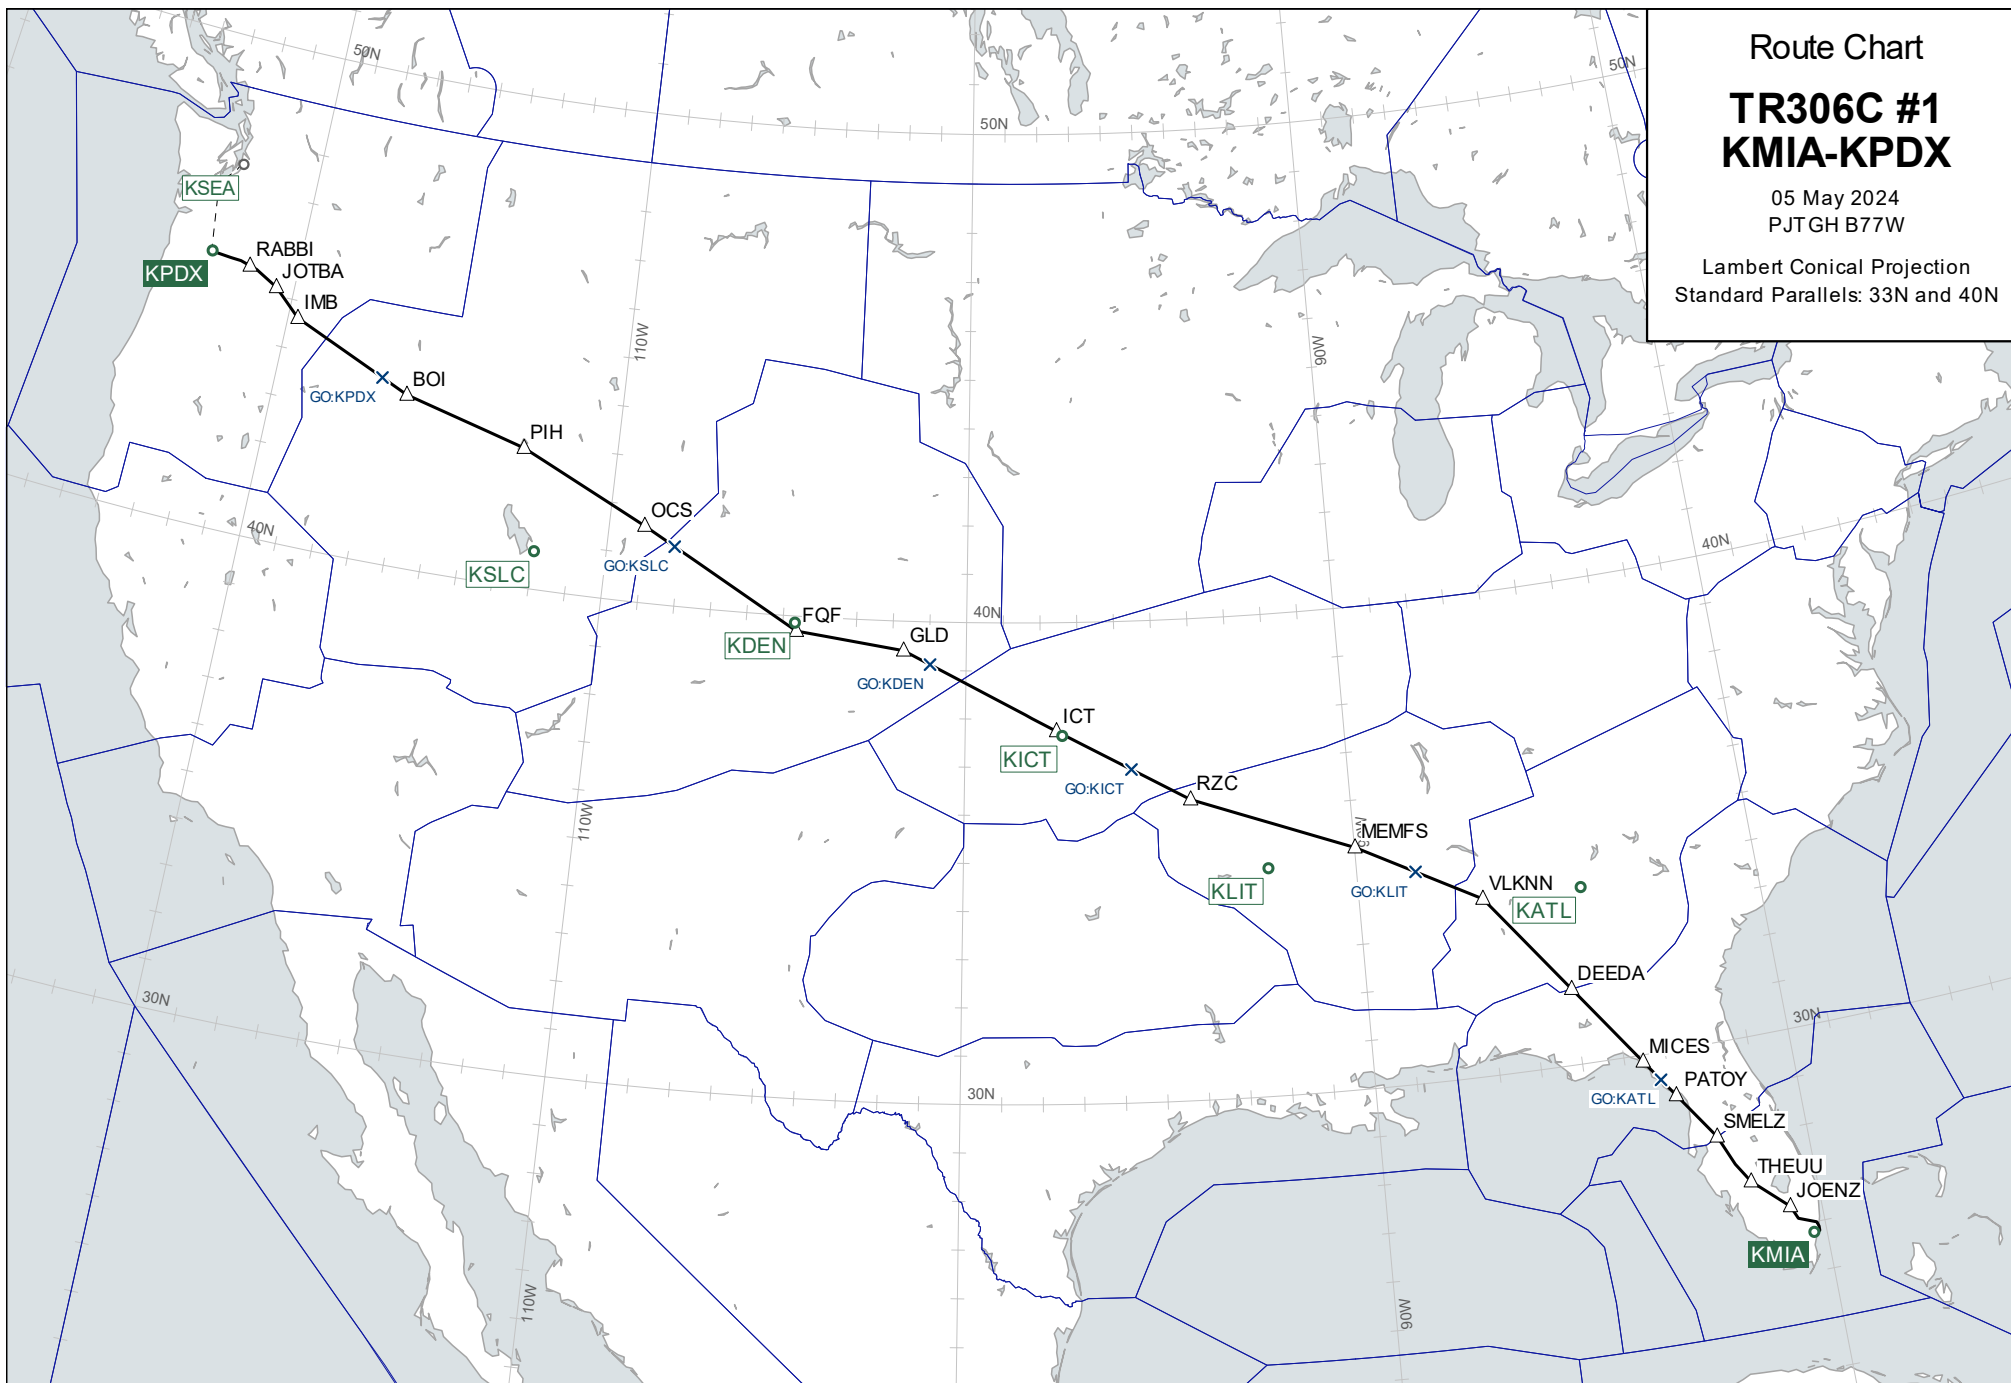 Route Chart
TR306C #1
KMIA-KPDX
05 May 2024
PJTGH B77W
Lambert Conical Projection
Standard Parallels: 33N and 40N
50N
50N
50N
KSEA
RABBI
KPDX
JOTBA
IMB
110W
90W
BOI
GO:KPDX
PIH
OCS
40N
40N
GO:KSLC
KSLC
FQF
40N
GLD
KDEN
GO:KDEN
ICT
KICT
GO:KICT
RZC
110W
90W
MEMFS
VLKNN
KLIT
GO:KLIT
KATL
DEEDA
30N
30N
MICES
PATOY
30N
GO:KATL
SMELZ
THEUU
JOENZ
KMIA
110W
90W